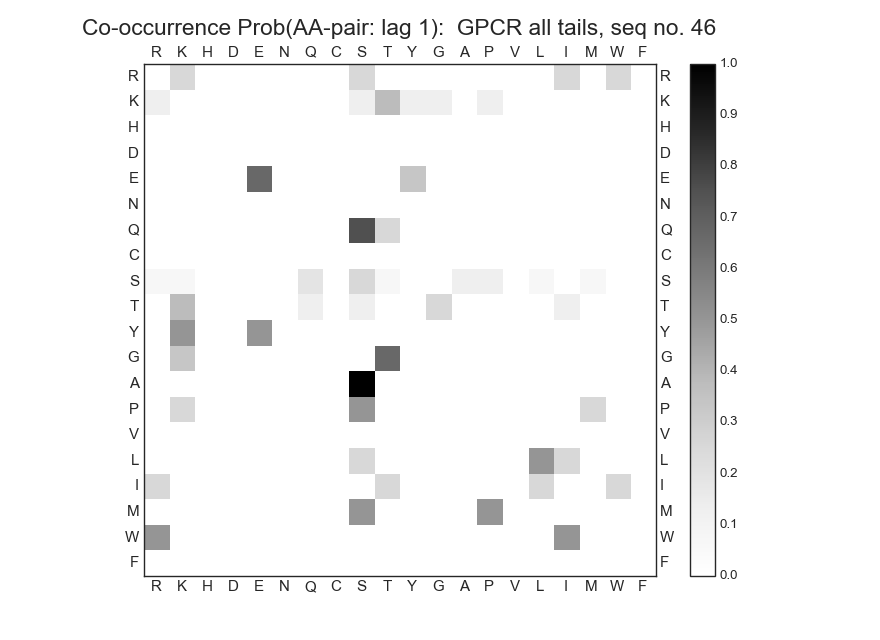 Co-occurrence Prob(AA-pair: lag 1):  GPCR all tails, seq no. 46
R K H D E N Q C S T Y G A P V L I M W F
R R 1.0
K K 0.9
H H
D D 0.8
E E
N N 0.7
Q Q
C C 0.6
S S
T T
Y Y 0.5
G G
A A 0.4
P P
V V 0.3
L L
I I 0.2
M M
W W 0.1
F F 0.0
R K H D E N Q C S T Y G A P V L I M W F